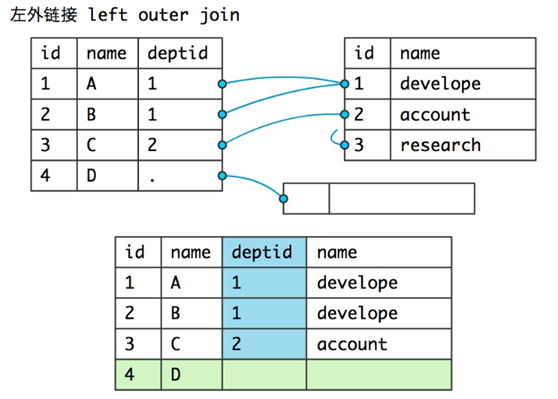 左外链接 left outer join
id name deptid
1 A 1
2 B 1
3 C 2
4 D .
id name
1 develope
2 account
3 research
id name deptid name
1 A 1 develope
2 B 1 develope
3 C 2 account
4 D